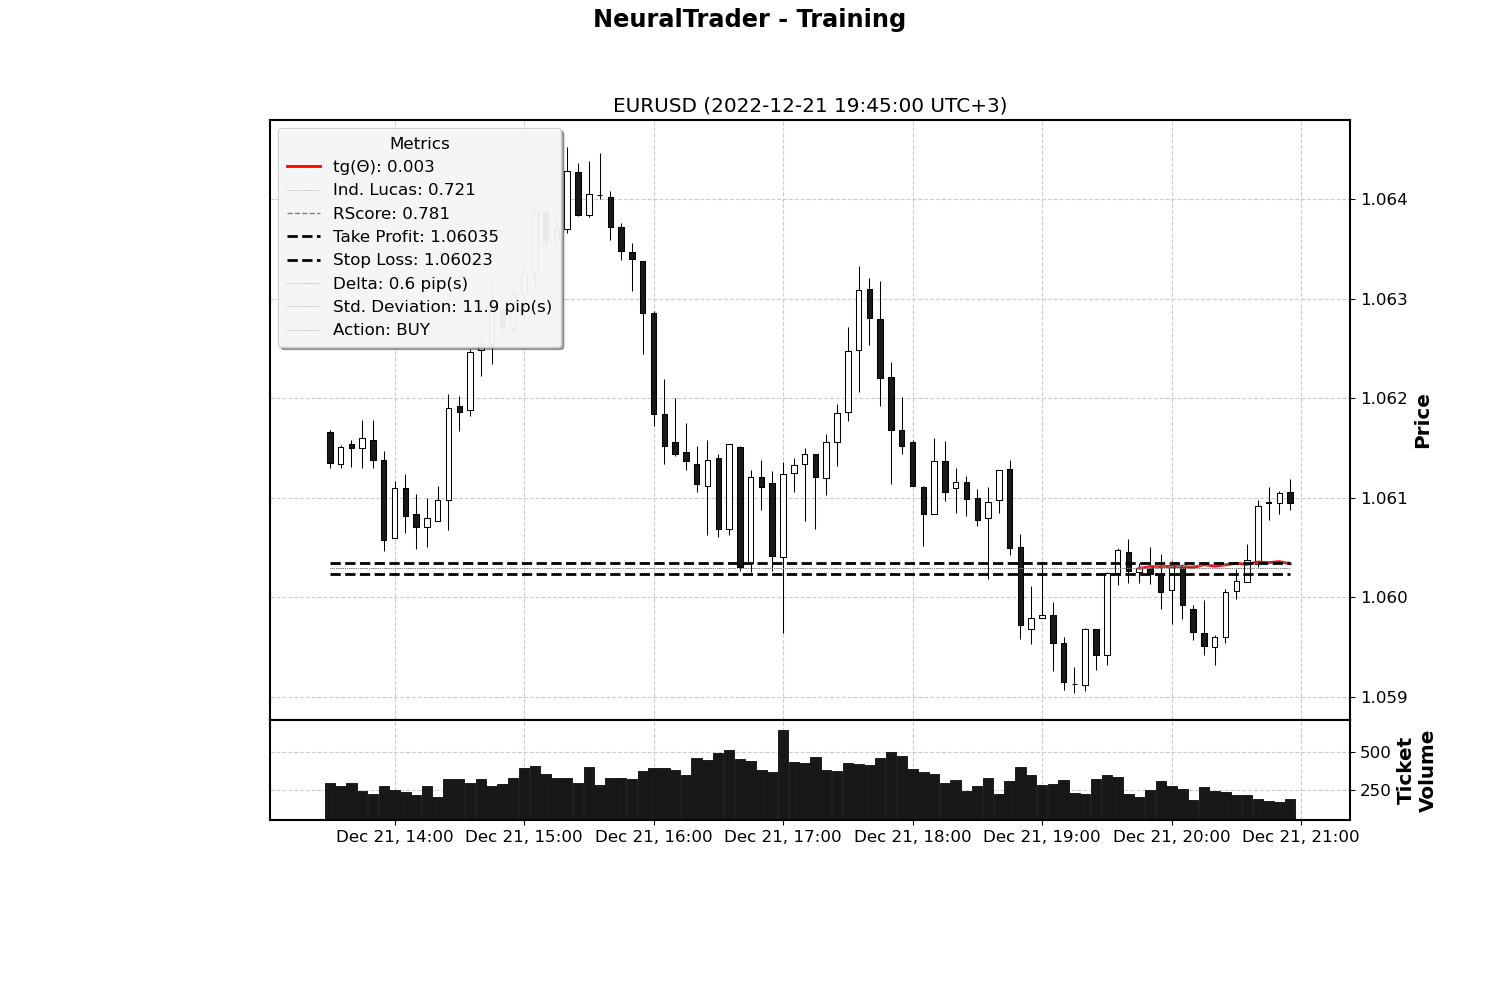 NeuralTrader - Training
EURUSD (2022-12-21 19:45:00 UTC+3)
Metrics
tg(Θ): 0.003
Ind. Lucas: 0.721
RScore: 0.781
Take Profit: 1.06035
Stop Loss: 1.06023
Delta: 0.6 pip(s)
Std. Deviation: 11.9 pip(s)
Action: BUY
1.064
1.063
1.062
1.061
1.060
1.059
Price
500
250
Ticket
Volume
Dec 21, 14:00 Dec 21, 15:00 Dec 21, 16:00 Dec 21, 17:00 Dec 21, 18:00 Dec 21, 19:00 Dec 21, 20:00 Dec 21, 21:00